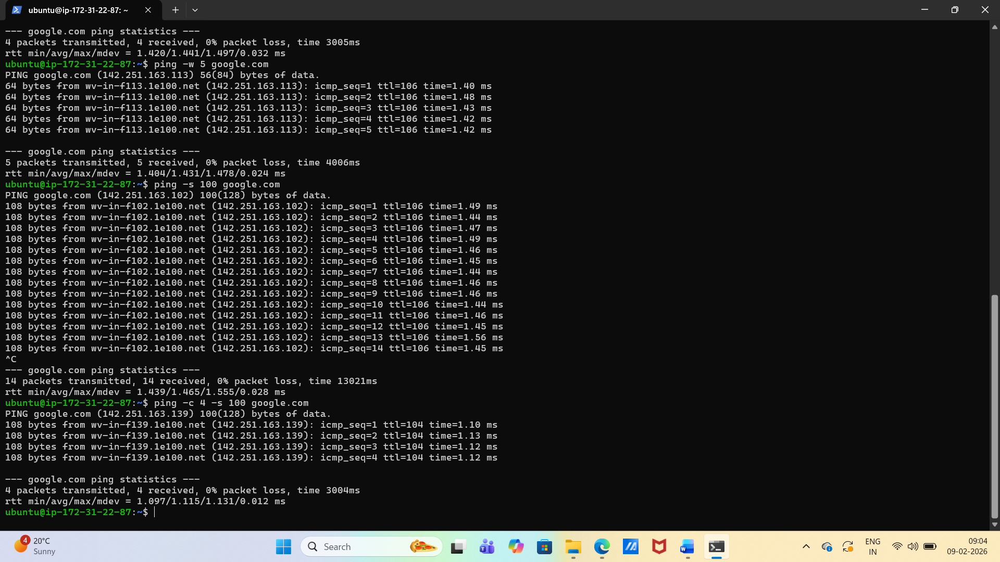 ubuntu@ip-172-31-22-87: ~
--- google.com ping statistics ---
4 packets transmitted, 4 received, 0% packet loss, time 3005ms
rtt min/avg/max/mdev = 1.420/1.441/1.497/0.032 ms
ubuntu@ip-172-31-22-87:~$ ping -w 5 google.com
PING google.com (142.251.163.113) 56(84) bytes of data.
64 bytes from wv-in-f113.1e100.net (142.251.163.113): icmp_seq=1 ttl=106 time=1.40 ms
64 bytes from wv-in-f113.1e100.net (142.251.163.113): icmp_seq=2 ttl=106 time=1.48 ms
64 bytes from wv-in-f113.1e100.net (142.251.163.113): icmp_seq=3 ttl=106 time=1.43 ms
64 bytes from wv-in-f113.1e100.net (142.251.163.113): icmp_seq=4 ttl=106 time=1.42 ms
64 bytes from wv-in-f113.1e100.net (142.251.163.113): icmp_seq=5 ttl=106 time=1.42 ms
--- google.com ping statistics ---
5 packets transmitted, 5 received, 0% packet loss, time 4006ms
rtt min/avg/max/mdev = 1.404/1.431/1.478/0.024 ms
ubuntu@ip-172-31-22-87:~$ ping -s 100 google.com
PING google.com (142.251.163.102) 100(128) bytes of data.
108 bytes from wv-in-f102.1e100.net (142.251.163.102): icmp_seq=1 ttl=106 time=1.49 ms
108 bytes from wv-in-f102.1e100.net (142.251.163.102): icmp_seq=2 ttl=106 time=1.44 ms
108 bytes from wv-in-f102.1e100.net (142.251.163.102): icmp_seq=3 ttl=106 time=1.47 ms
108 bytes from wv-in-f102.1e100.net (142.251.163.102): icmp_seq=4 ttl=106 time=1.49 ms
108 bytes from wv-in-f102.1e100.net (142.251.163.102): icmp_seq=5 ttl=106 time=1.46 ms
108 bytes from wv-in-f102.1e100.net (142.251.163.102): icmp_seq=6 ttl=106 time=1.45 ms
108 bytes from wv-in-f102.1e100.net (142.251.163.102): icmp_seq=7 ttl=106 time=1.44 ms
108 bytes from wv-in-f102.1e100.net (142.251.163.102): icmp_seq=8 ttl=106 time=1.46 ms
108 bytes from wv-in-f102.1e100.net (142.251.163.102): icmp_seq=9 ttl=106 time=1.46 ms
108 bytes from wv-in-f102.1e100.net (142.251.163.102): icmp_seq=10 ttl=106 time=1.44 ms
108 bytes from wv-in-f102.1e100.net (142.251.163.102): icmp_seq=11 ttl=106 time=1.46 ms
108 bytes from wv-in-f102.1e100.net (142.251.163.102): icmp_seq=12 ttl=106 time=1.45 ms
108 bytes from wv-in-f102.1e100.net (142.251.163.102): icmp_seq=13 ttl=106 time=1.56 ms
108 bytes from wv-in-f102.1e100.net (142.251.163.102): icmp_seq=14 ttl=106 time=1.45 ms
^C
--- google.com ping statistics ---
14 packets transmitted, 14 received, 0% packet loss, time 13021ms
rtt min/avg/max/mdev = 1.439/1.465/1.555/0.028 ms
ubuntu@ip-172-31-22-87:~$ ping -c 4 -s 100 google.com
PING google.com (142.251.163.139) 100(128) bytes of data.
108 bytes from wv-in-f139.1e100.net (142.251.163.139): icmp_seq=1 ttl=104 time=1.10 ms
108 bytes from wv-in-f139.1e100.net (142.251.163.139): icmp_seq=2 ttl=104 time=1.13 ms
108 bytes from wv-in-f139.1e100.net (142.251.163.139): icmp_seq=3 ttl=104 time=1.12 ms
108 bytes from wv-in-f139.1e100.net (142.251.163.139): icmp_seq=4 ttl=104 time=1.12 ms
--- google.com ping statistics ---
4 packets transmitted, 4 received, 0% packet loss, time 3004ms
rtt min/avg/max/mdev = 1.097/1.115/1.131/0.012 ms
ubuntu@ip-172-31-22-87:~$
4
20°C
Sunny
Search
ENG
IN
09:04
09-02-2026